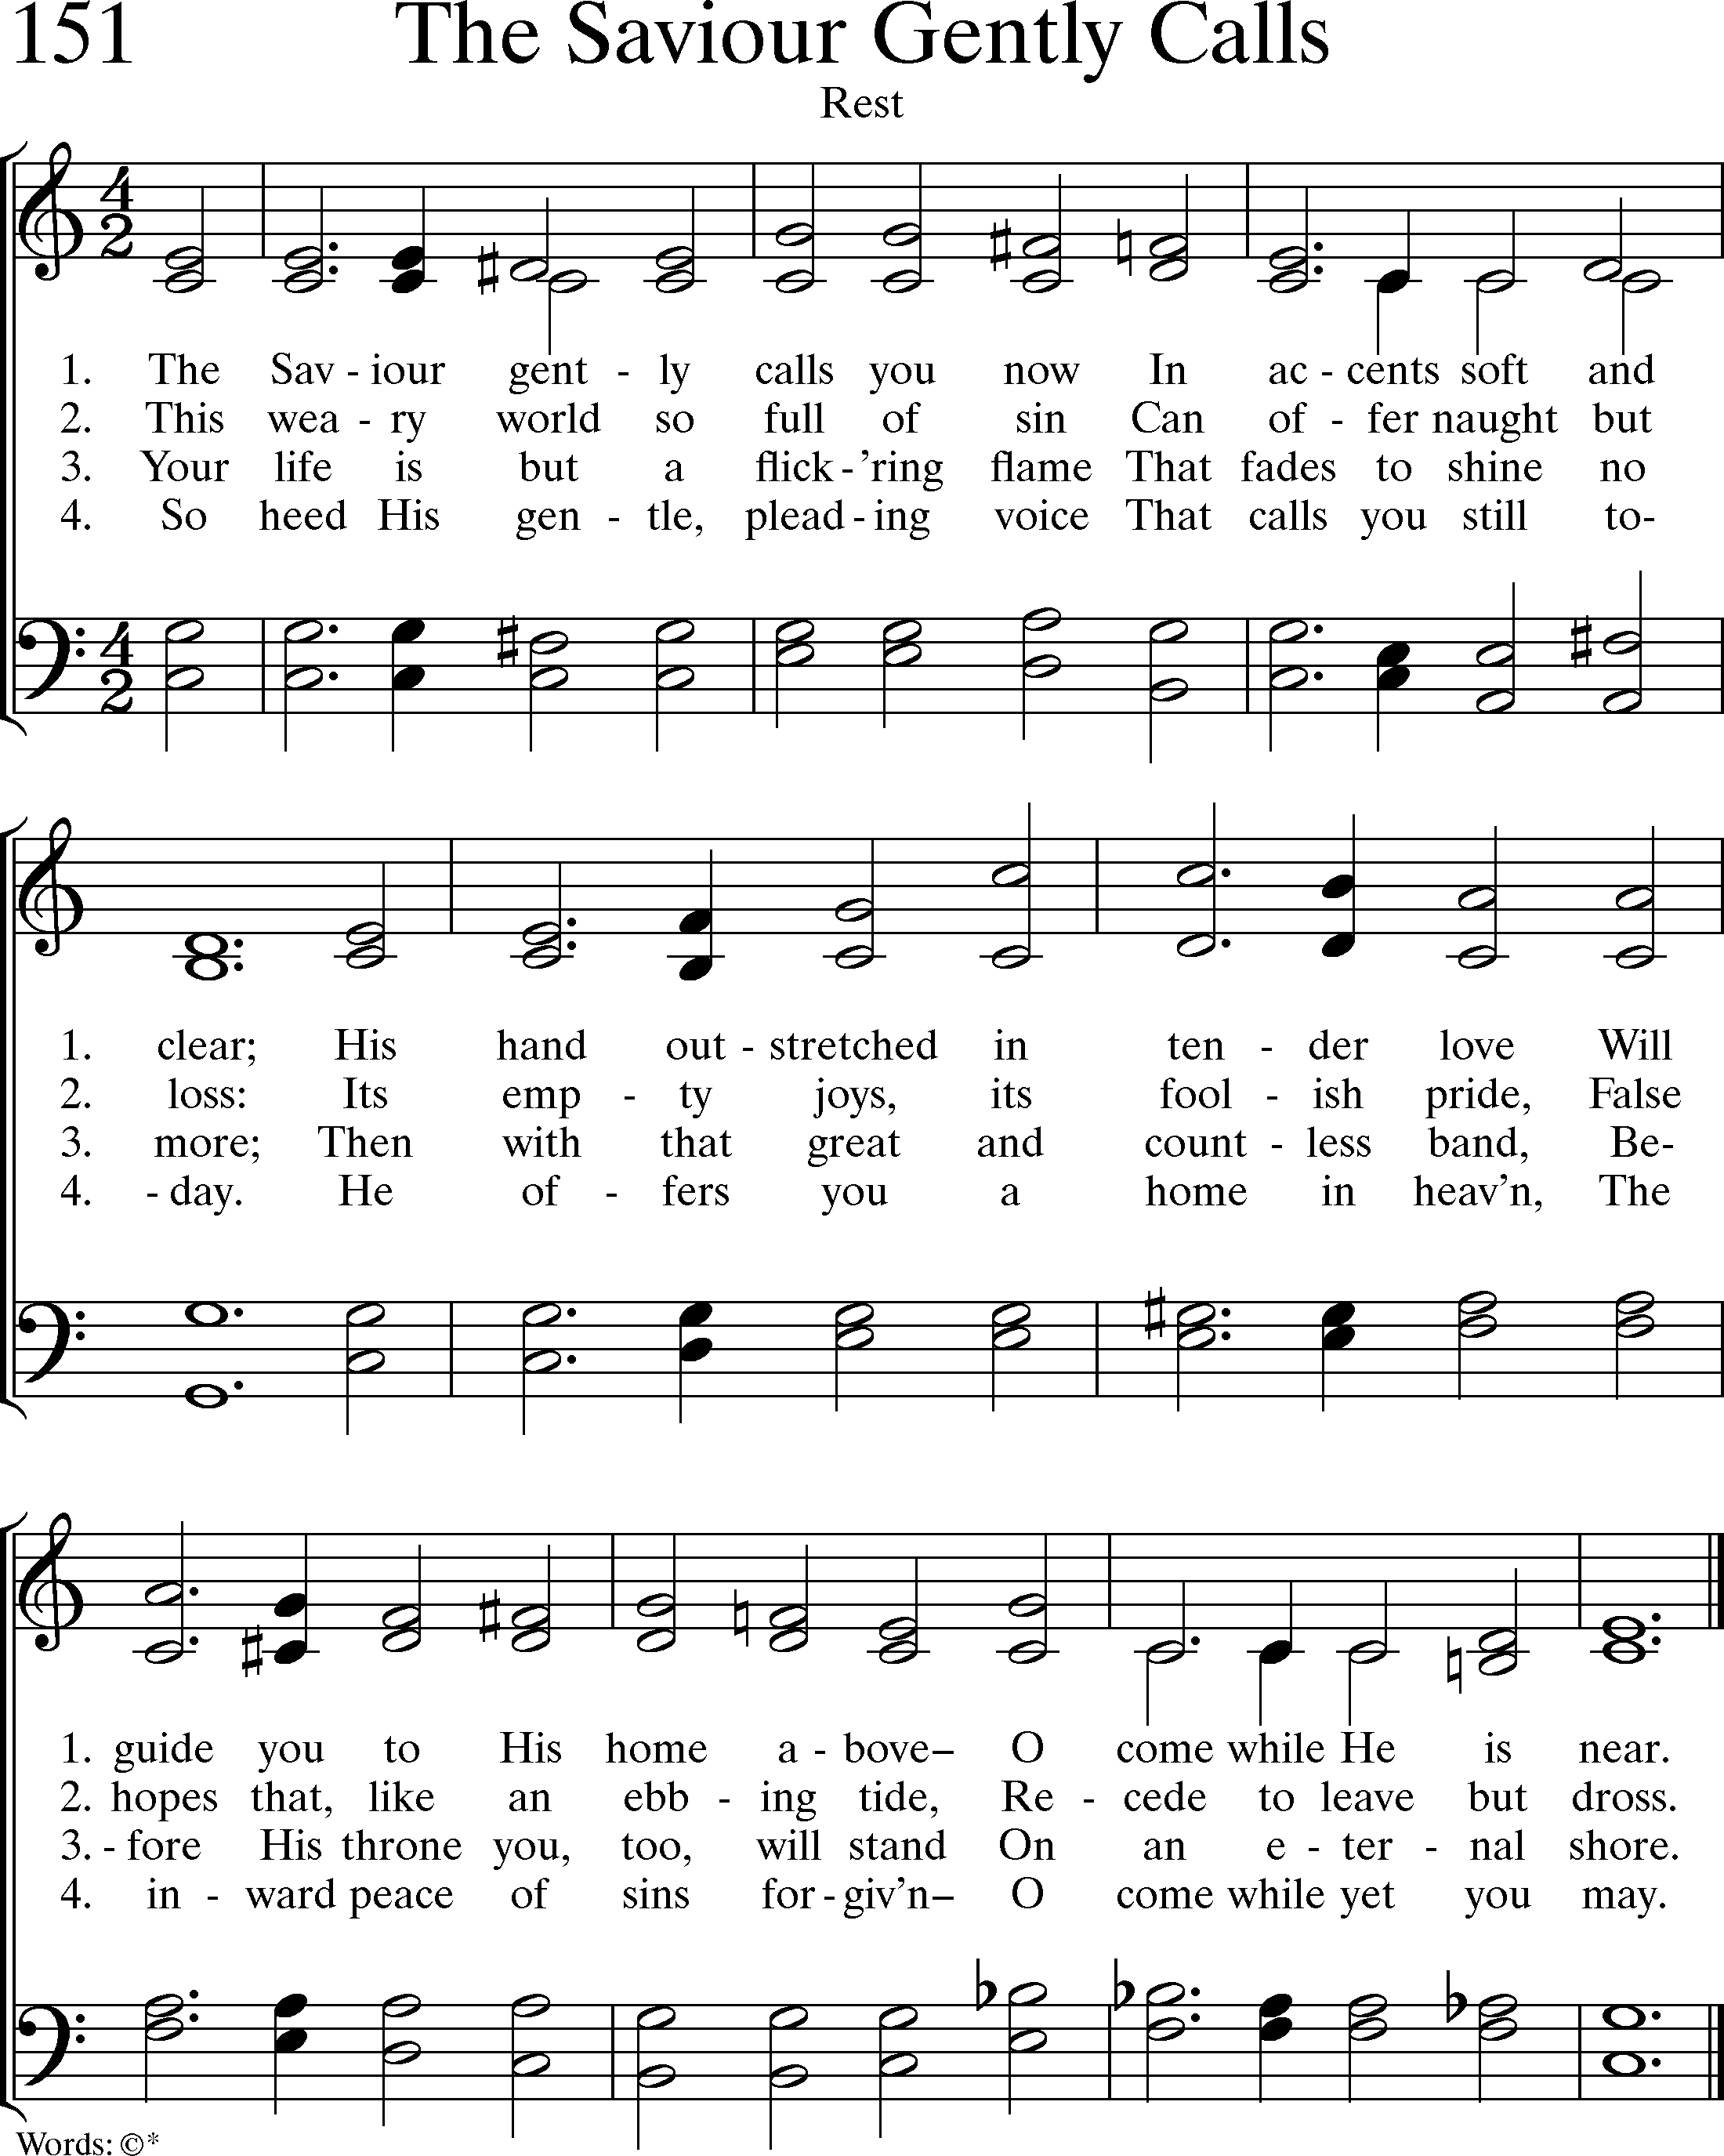 151 The Saviour Gently Calls
Rest
1. The Sav - iour gent - ly calls you now In ac - cents soft and
2. This wea - ry world so full of sin Can of - fer naught but
3. Your life is but a flick - 'ring flame That fades to shine no
4. So heed His gen - tle, plead - ing voice That calls you still to-
1. clear; His hand out - stretched in ten - der love Will
2. loss: Its emp - ty joys, its fool - ish pride, False
3. more; Then with that great and count - less band, Be-
4. - day. He of - fers you a home in heav'n, The
1. guide you to His home a - bove– O come while He is near.
2. hopes that, like an ebb - ing tide, Re - cede to leave but dross.
3. - fore His throne you, too, will stand On an e - ter - nal shore.
4. in - ward peace of sins for - giv'n– O come while yet you may.
Words: ©*